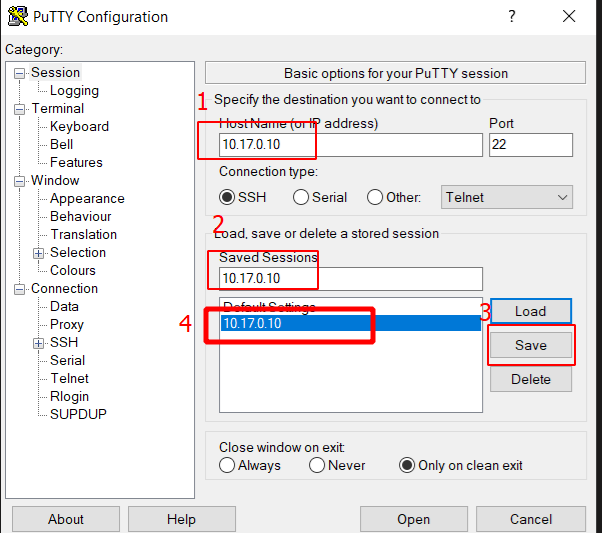 PuTTY Configuration
?
Category:
Session
Logging
Terminal
Keyboard
Bell
Features
Window
Appearance
Behaviour
Translation
Selection
Colours
Connection
Data
Proxy
SSH
Serial
Telnet
Rlogin
SUPDUP
Basic options for your PuTTY session
1
Specify the destination you want to connect to
Host Name (or IP address) Port
10.17.0.10 22
Connection type:
SSH Serial Other: Telnet
2
Load, save or delete a stored session
Saved Sessions
10.17.0.10
Default Settings
4 10.17.0.10
3 Load
Save
Delete
Close window on exit:
Always Never Only on clean exit
About Help Open Cancel